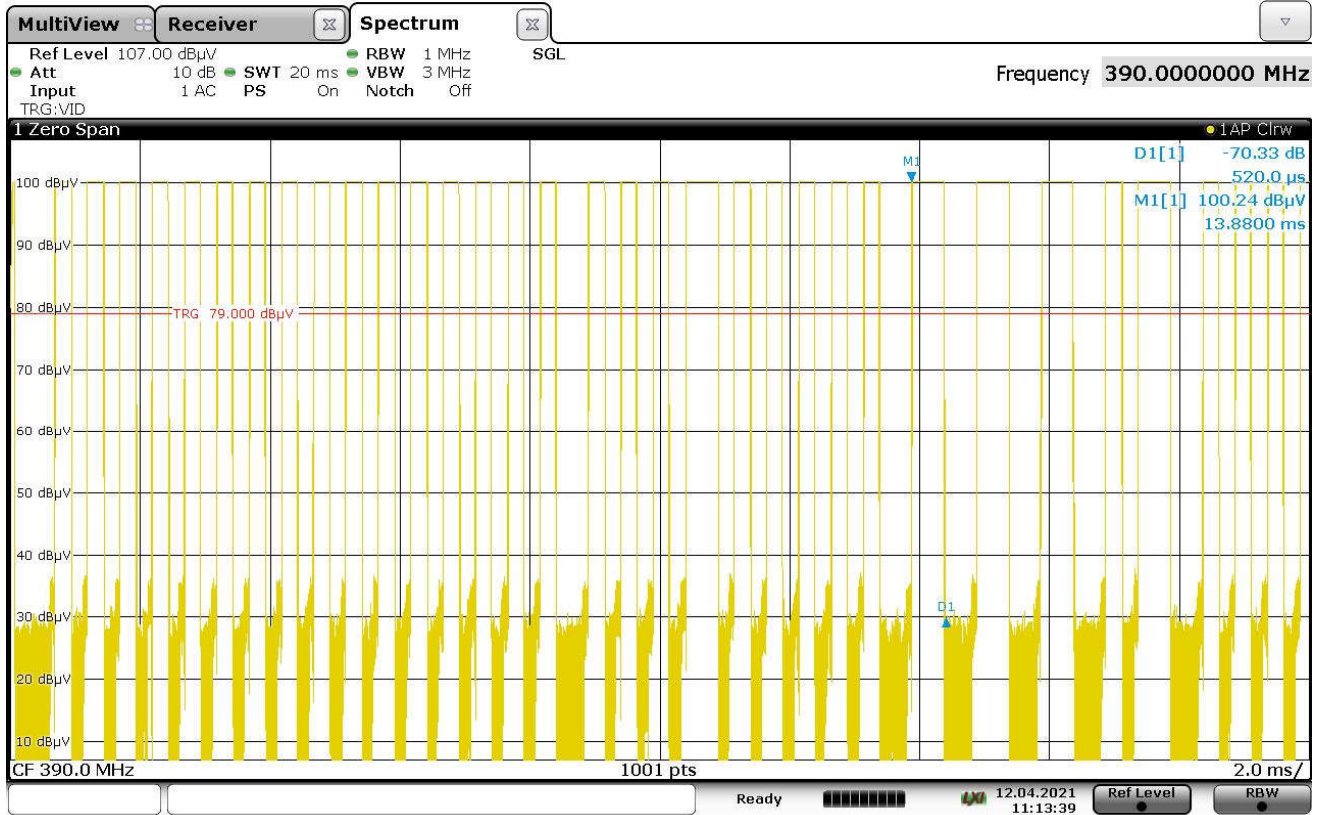 MultiView Receiver Spectrum
Ref Level 107.00 dBµV RBW 1 MHz SGL
Att 10 dB SWT 20 ms VBW 3 MHz Frequency 390.0000000 MHz
Input 1 AC PS On Notch Off
TRG:VID
1 Zero Span 1AP Clrw
M1 D1[1] -70.33 dB
100 dBµV 520.0 µs
M1[1] 100.24 dBµV
13.8800 ms
90 dBµV
80 dBµV
TRG 79.000 dBµV
70 dBµV
60 dBµV
50 dBµV
40 dBµV
D1
30 dBµV
20 dBµV
10 dBµV
CF 390.0 MHz 1001 pts 2.0 ms/
Ready LXI 12.04.2021 Ref Level RBW
11:13:39